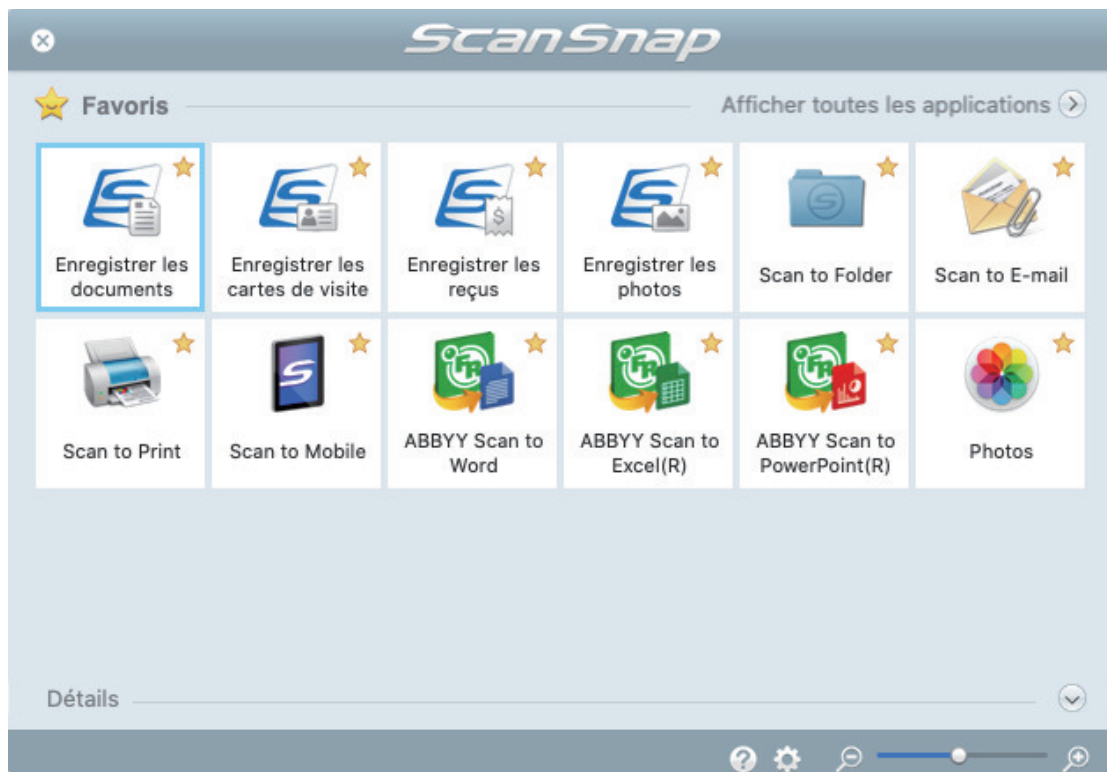 ScanSnap
Favoris
Afficher toutes les applications
Enregistrer les
documents
Enregistrer les
cartes de visite
Enregistrer les
reçus
Enregistrer les
photos
Scan to Folder
Scan to E-mail
Scan to Print
Scan to Mobile
ABBYY Scan to
Word
ABBYY Scan to
Excel(R)
ABBYY Scan to
PowerPoint(R)
Photos
Détails